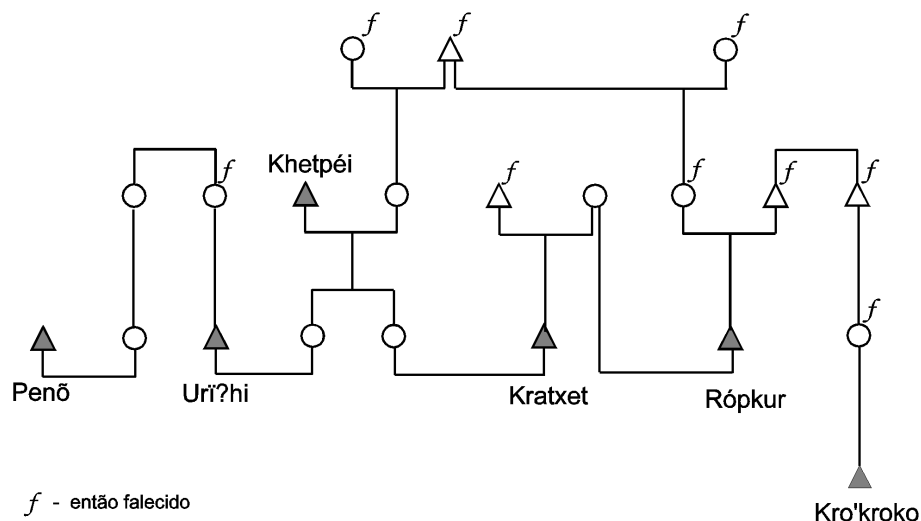 f f f
Khetpéi
f f f f f
f
Penõ Urï?hi Kratxet Rópkur
f - então falecido
Kro'kroko